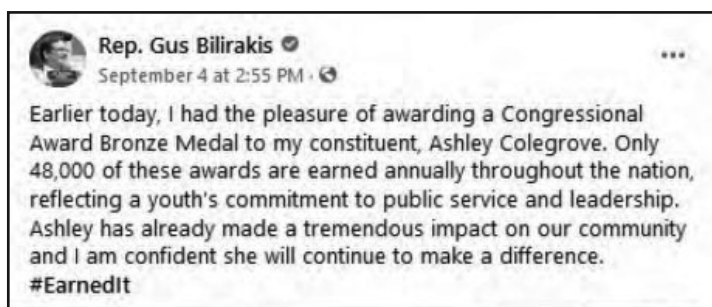 Rep. Gus Bilirakis
September 4 at 2:55 PM ·
Earlier today, I had the pleasure of awarding a Congressional
Award Bronze Medal to my constituent, Ashley Colegrove. Only
48,000 of these awards are earned annually throughout the nation,
reflecting a youth's commitment to public service and leadership.
Ashley has already made a tremendous impact on our community
and I am confident she will continue to make a difference.
#EarnedIt